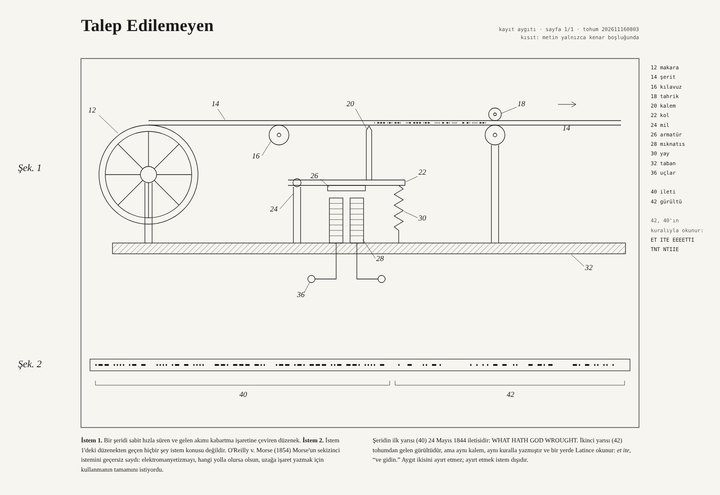 Talep Edilemeyen
kayıt aygıtı · sayfa 1/1 · tohum 202611160803
kısıt: metin yalnızca kenar boşluğunda
12
14
20
18
14
16
26
22
24
30
28
32
36
Şek. 1
12 makara
14 şerit
16 kılavuz
18 tahrik
20 kalem
22 kol
24 mil
26 armatür
28 mıknatıs
30 yay
32 taban
36 uçlar
40 ileti
42 gürültü
42, 40'ın
kuralıyla okunur:
ET ITE EEEETTI
TNT NTIIE
Şek. 2
40
42
İstem 1. Bir şeridi sabit hızla süren ve gelen akımı kabartma işaretine çeviren düzenek. İstem 2. İstem
1'deki düzenekten geçen hiçbir şey istem konusu değildir. O'Reilly v. Morse (1854) Morse'un sekizinci
istemini geçersiz saydı: elektromanyetizmayı, hangi yolla olursa olsun, uzağa işaret yazmak için
kullanmanın tamamını istiyordu.
Şeridin ilk yarısı (40) 24 Mayıs 1844 iletisidir: WHAT HATH GOD WROUGHT. İkinci yarısı (42)
tohumdan gelen gürültüdür, ama aynı kalem, aynı kuralla yazmıştır ve bir yerde Latince okunur: et ite,
“ve gidin.” Aygıt ikisini ayırt etmez; ayırt etmek istem dışıdır.